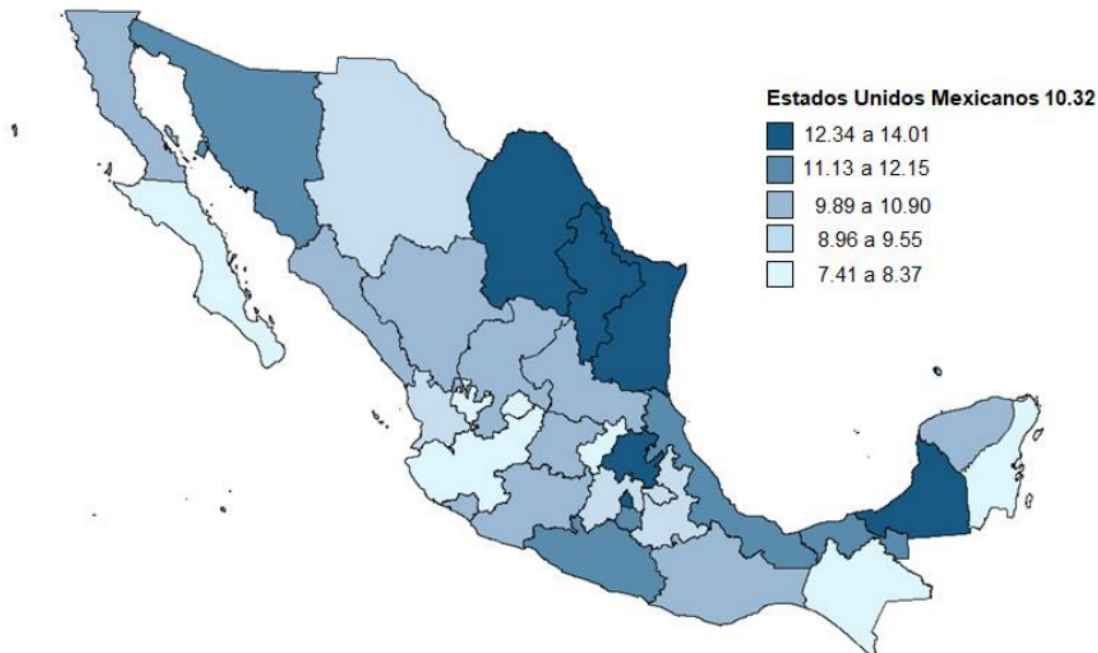 Estados Unidos Mexicanos 10.32
12.34 a 14.01
11.13 a 12.15
9.89 a 10.90
8.96 a 9.55
7.41 a 8.37